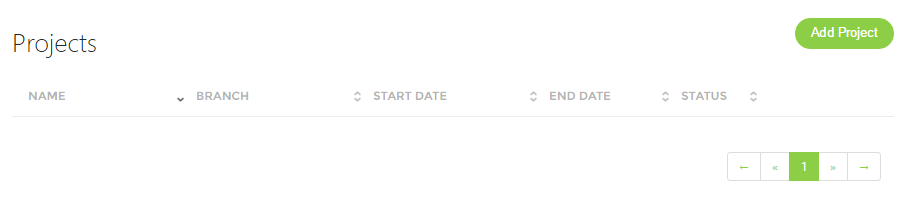 Projects
Add Project
NAME BRANCH START DATE END DATE STATUS
← « 1 » →